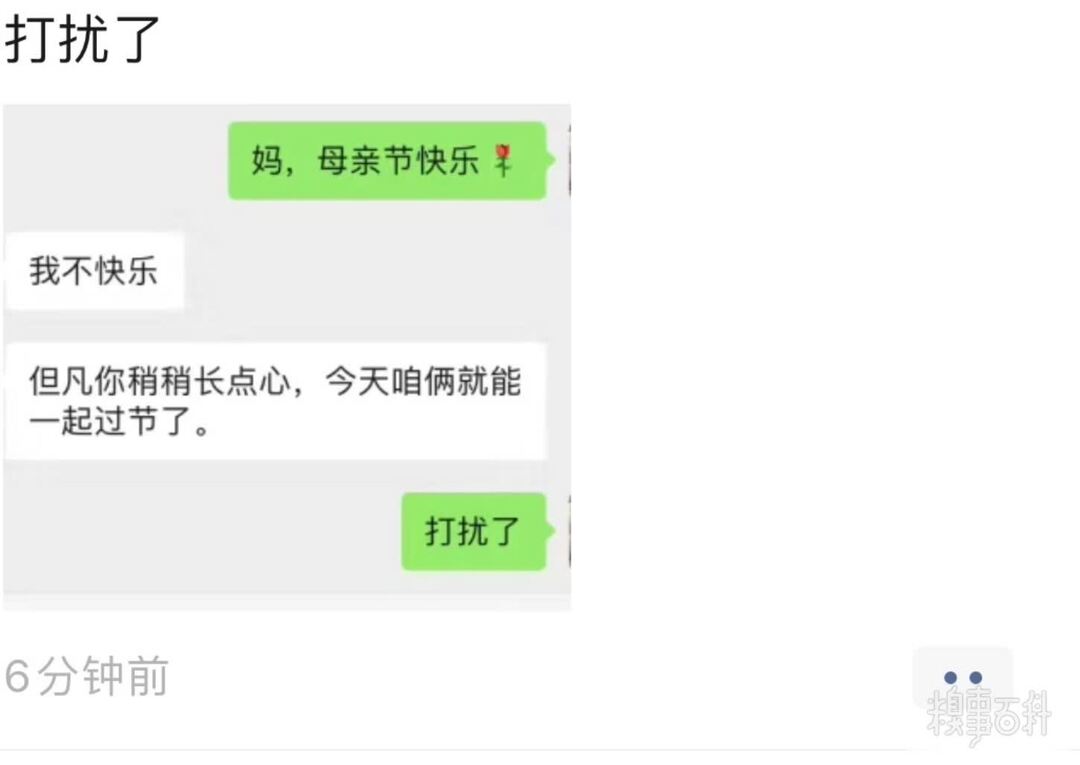 打扰了
妈，母亲节快乐🌹
我不快乐
但凡你稍稍长点心，今天咱俩就能
一起过节了。
打扰了
6分钟前
糗事百科